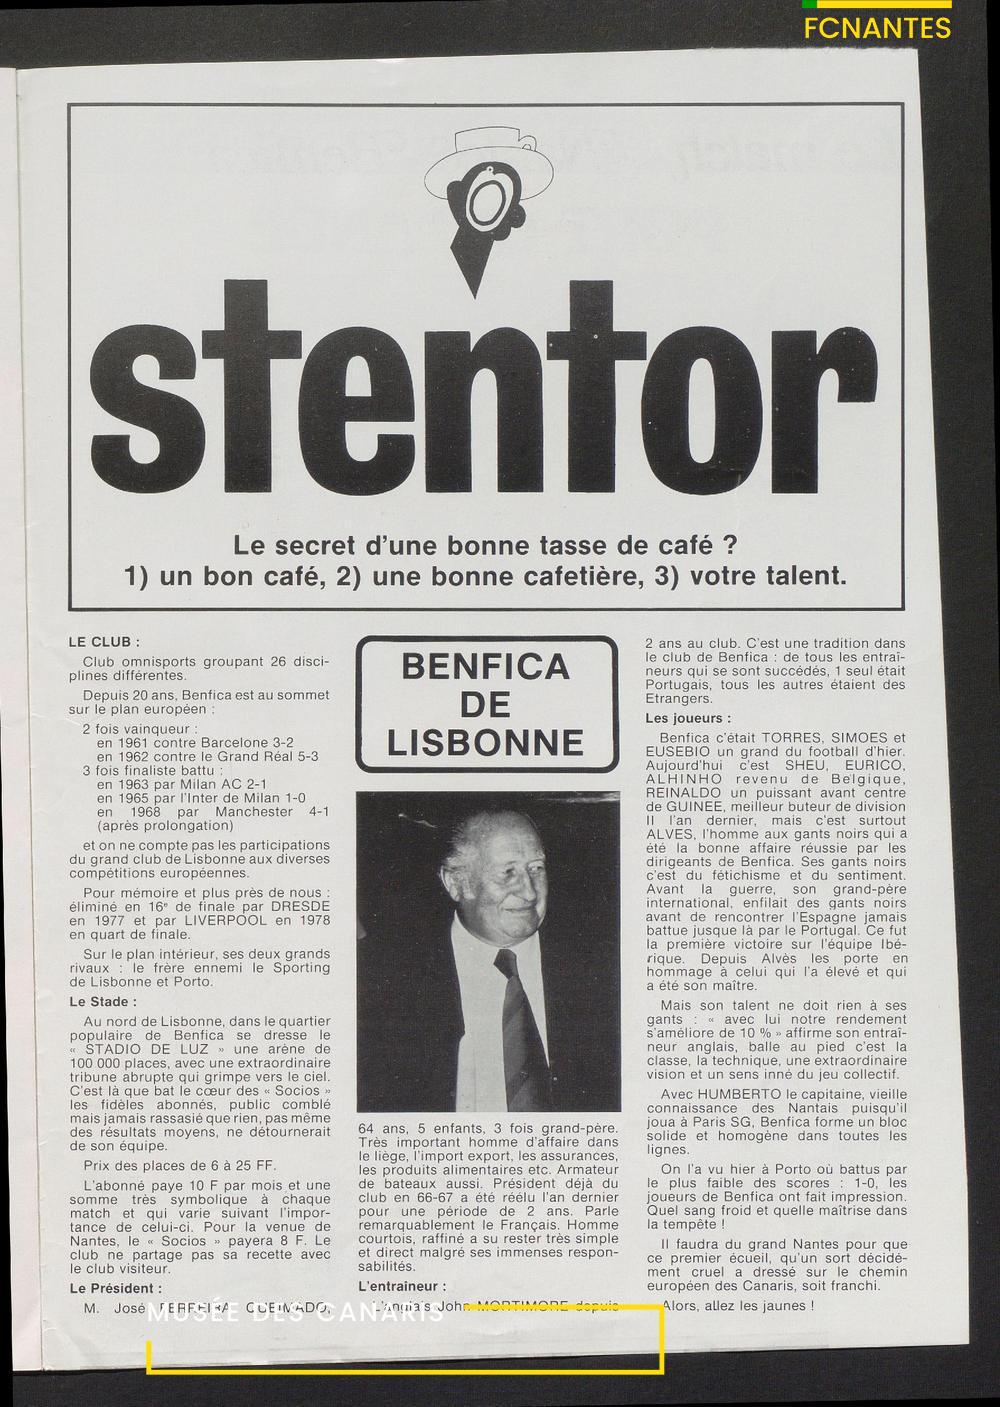 FCNANTES
stentor
Le secret d'une bonne tasse de café ?
1) un bon café, 2) une bonne cafetière, 3) votre talent.
LE CLUB :
Club omnisports groupant 26 disci-
plines différentes.
Depuis 20 ans, Benfica est au sommet
sur le plan européen :
2 fois vainqueur :
en 1961 contre Barcelone 3-2
en 1962 contre le Grand Réal 5-3
3 fois finaliste battu :
en 1963 par Milan AC 2-1
en 1965 par l'Inter de Milan 1-0
en 1968 par Manchester 4-1
(après prolongation)
et on ne compte pas les participations
du grand club de Lisbonne aux diverses
compétitions européennes.
Pour mémoire et plus près de nous :
éliminé en 16e de finale par DRESDE
en 1977 et par LIVERPOOL en 1978
en quart de finale.
Sur le plan intérieur, ses deux grands
rivaux : le frère ennemi le Sporting
de Lisbonne et Porto.
Le Stade :
Au nord de Lisbonne, dans le quartier
populaire de Benfica se dresse le
« STADIO DE LUZ » une arène de
100 000 places, avec une extraordinaire
tribune abrupte qui grimpe vers le ciel.
C'est là que bat le cœur des « Socios »
les fidèles abonnés, public comblé
mais jamais rassasié que rien, pas même
des résultats moyens, ne détournerait
de son équipe.
Prix des places de 6 à 25 FF.
L'abonné paye 10 F par mois et une
somme très symbolique à chaque
match et qui varie suivant l'impor-
tance de celui-ci. Pour la venue de
Nantes, le « Socios » payera 8 F. Le
club ne partage pas sa recette avec
le club visiteur.
Le Président :
M. José FERREIRA QUEIMADO,
BENFICA
DE
LISBONNE
64 ans, 5 enfants, 3 fois grand-père.
Très important homme d'affaire dans
le liège, l'import export, les assurances,
les produits alimentaires etc. Armateur
de bateaux aussi. Président déjà du
club en 66-67 a été réélu l'an dernier
pour une période de 2 ans. Parle
remarquablement le Français. Homme
courtois, raffiné a su rester très simple
et direct malgré ses immenses respon-
sabilités.
L'entraîneur :
L'anglais John MORTIMORE depuis
2 ans au club. C'est une tradition dans
le club de Benfica : de tous les entraî-
neurs qui se sont succédés, 1 seul était
Portugais, tous les autres étaient des
Etrangers.
Les joueurs :
Benfica c'était TORRES, SIMOES et
EUSEBIO un grand du football d'hier.
Aujourd'hui c'est SHEU, EURICO,
ALHINHO revenu de Belgique,
REINALDO un puissant avant centre
de GUINEE, meilleur buteur de division
II l'an dernier, mais c'est surtout
ALVES, l'homme aux gants noirs qui a
été la bonne affaire réussie par les
dirigeants de Benfica. Ses gants noirs
c'est du fétichisme et du sentiment.
Avant la guerre, son grand-père
international, enfilait des gants noirs
avant de rencontrer l'Espagne jamais
battue jusque là par le Portugal. Ce fut
la première victoire sur l'équipe Ibé-
rique. Depuis Alvès les porte en
hommage à celui qui l'a élevé et qui
a été son maître.
Mais son talent ne doit rien à ses
gants : « avec lui notre rendement
s'améliore de 10 % » affirme son entraî-
neur anglais, balle au pied c'est la
classe, la technique, une extraordinaire
vision et un sens inné du jeu collectif.
Avec HUMBERTO le capitaine, vieille
connaissance des Nantais puisqu'il
joua à Paris SG, Benfica forme un bloc
solide et homogène dans toutes les
lignes.
On l'a vu hier à Porto où battus par
le plus faible des scores : 1-0, les
joueurs de Benfica ont fait impression.
Quel sang froid et quelle maîtrise dans
la tempête !
Il faudra du grand Nantes pour que
ce premier écueil, qu'un sort décidé-
ment cruel a dressé sur le chemin
européen des Canaris, soit franchi.
Alors, allez les jaunes !
MUSÉE DES CANARIS